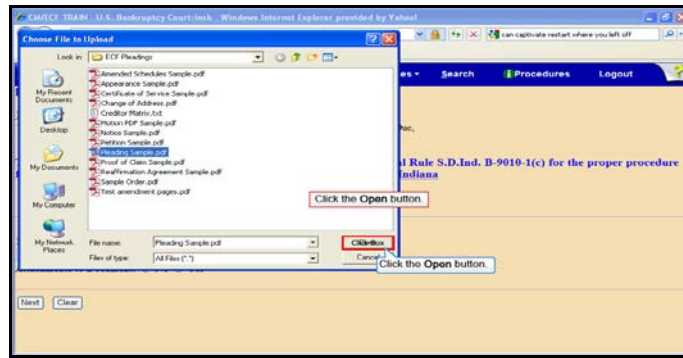 CM/ECF TRAIN - U.S. Bankruptcy Court:insb - Windows Internet Explorer provided by Yahoo!
Choose File to Upload
Look in: ECF Pleadings
can captivate restart where you left off
Search
Procedures
Logout
My Recent Documents
Desktop
My Documents
My Computer
My Network Places
Amended Schedules Sample.pdf
Appearance Sample.pdf
Certificate of Service Sample.pdf
Change of Address.pdf
Creditor Matrix.txt
Motion PDF Sample.pdf
Notice Sample.pdf
Petition Sample.pdf
Pleading Sample.pdf
Proof of Claim Sample.pdf
Reaffirmation Agreement Sample.pdf
Sample Order.pdf
Test amendment pages.pdf
al Rule S.D.Ind. B-9010-1(c) for the proper procedure
Indiana
Click the Open button.
File name: Pleading Sample.pdf
Files of type: All Files (*.*)
Cancel
Click the Open button.
Next Clear